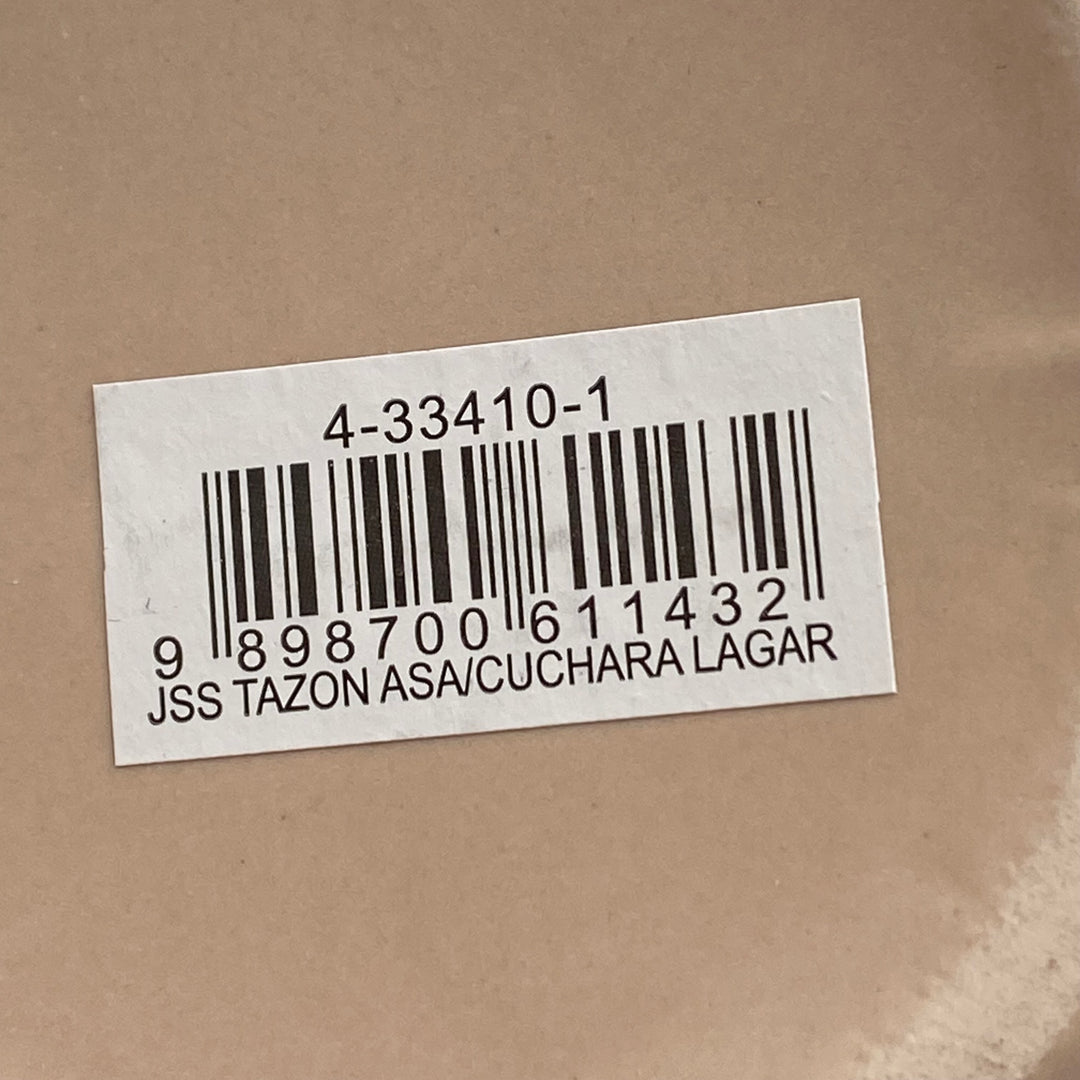 4-33410-1
9 898700 611432
JSS TAZON ASA/CUCHARA LAGAR